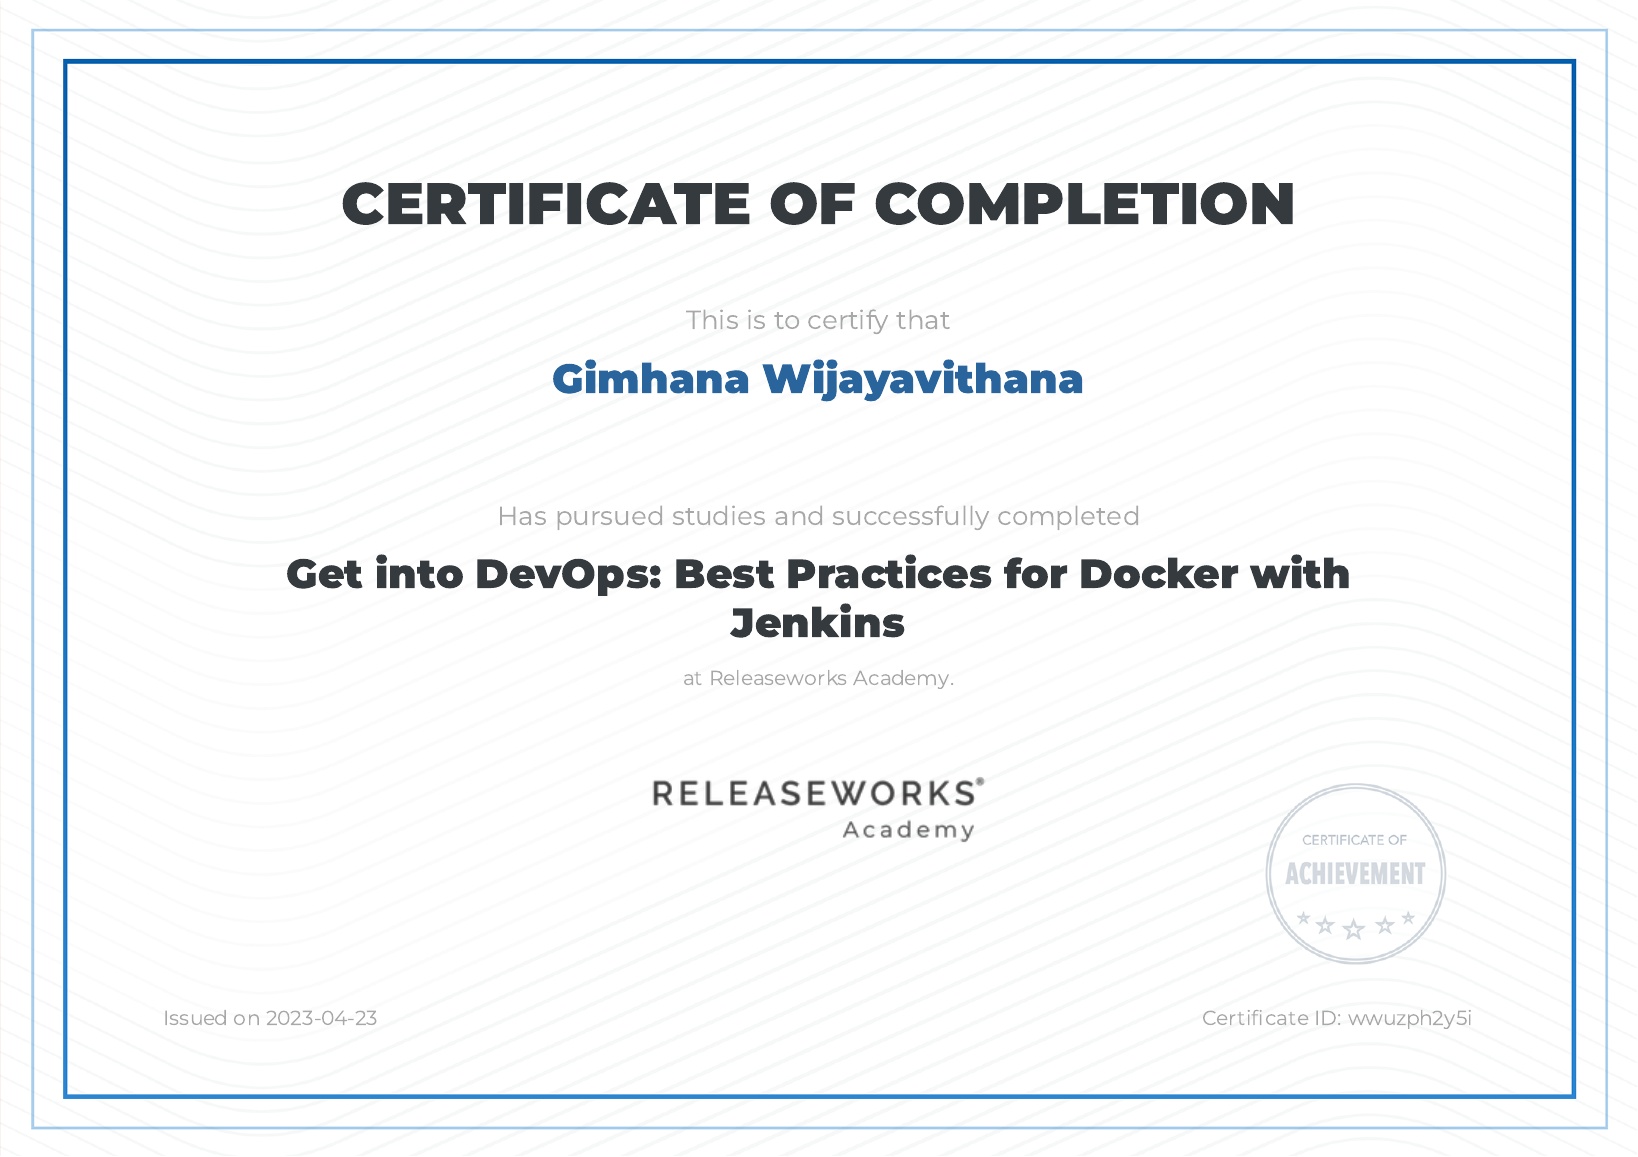 CERTIFICATE OF COMPLETION
This is to certify that
Gimhana Wijayavithana
Has pursued studies and successfully completed
Get into DevOps: Best Practices for Docker with
Jenkins
at Releaseworks Academy.
RELEASEWORKS®
Academy
CERTIFICATE OF
ACHIEVEMENT
Issued on 2023-04-23
Certificate ID: wwuzph2y5i